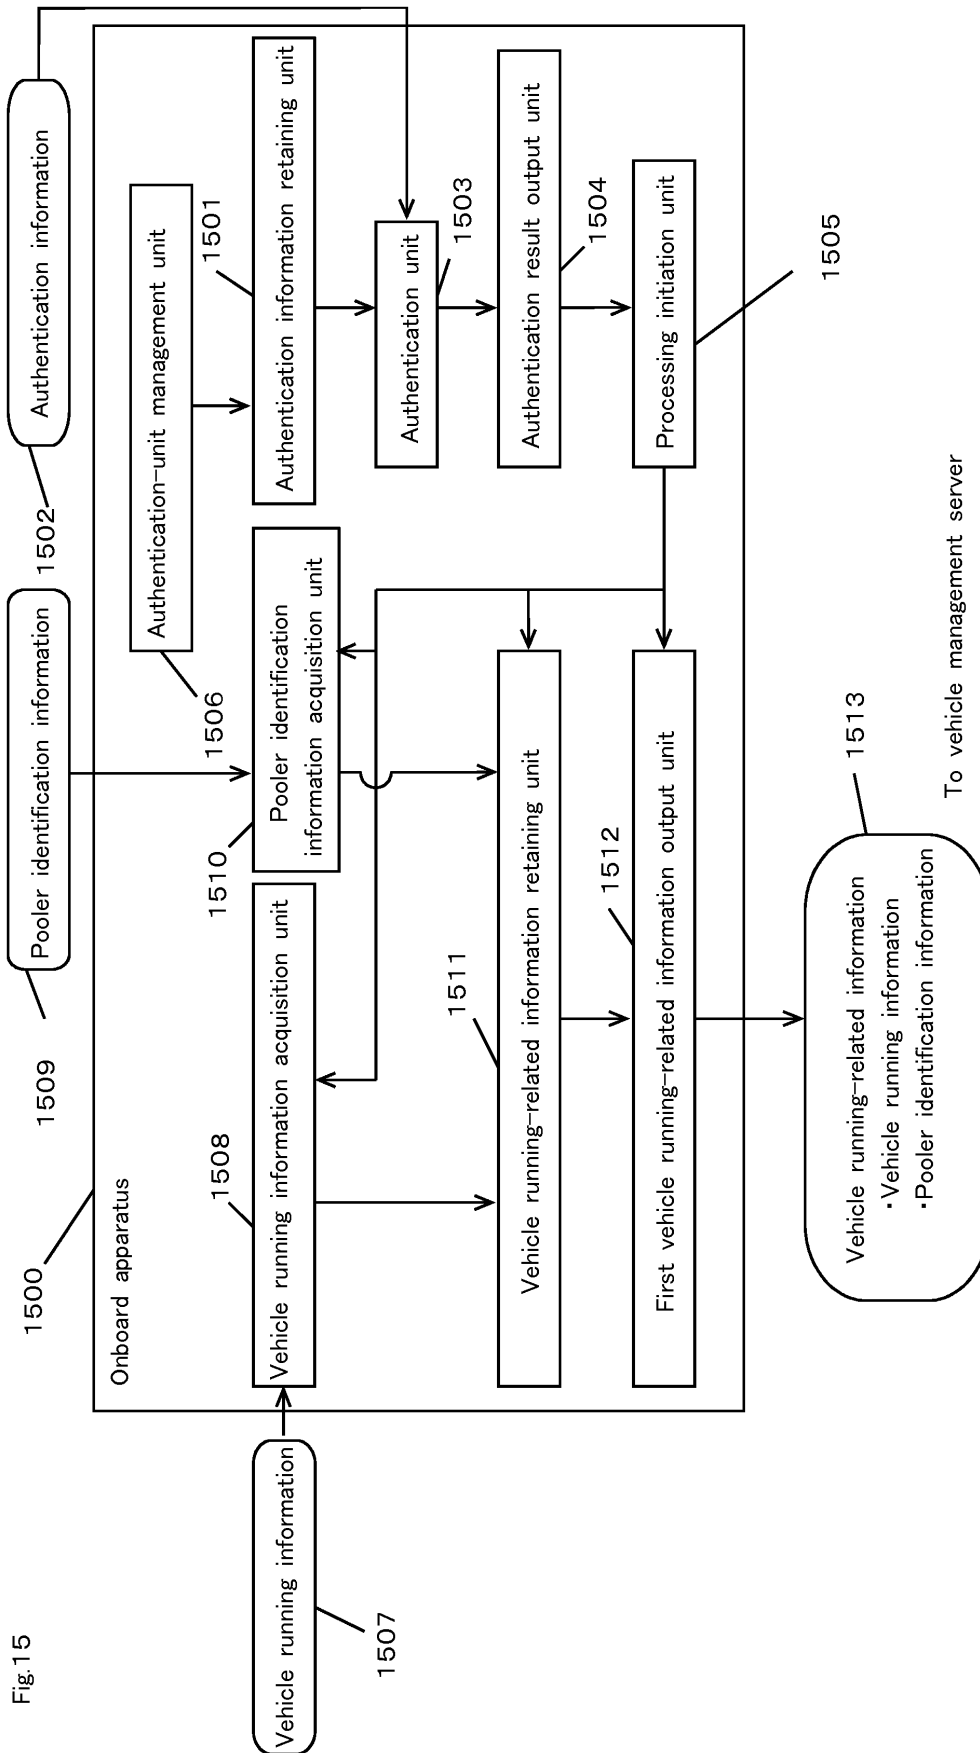 Fig.15
Pooler identification information
Authentication information
1509
1502
1500
Onboard apparatus
Authentication-unit management unit
1506
1501
Vehicle running information
1507
Vehicle running information acquisition unit
1508
Pooler identification
information acquisition unit
1510
Authentication information retaining unit
Authentication unit
1503
Vehicle running-related information retaining unit
1511
Authentication result output unit
1504
First vehicle running-related information output unit
1512
Processing initiation unit
1505
Vehicle running-related information
・Vehicle running information
・Pooler identification information
1513
To vehicle management server